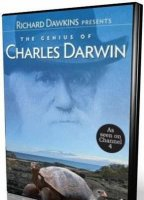 RICHARD DAWKINS PRESENTS
THE GENIUS OF
CHARLES DARWIN
As
seen on
Channel
4